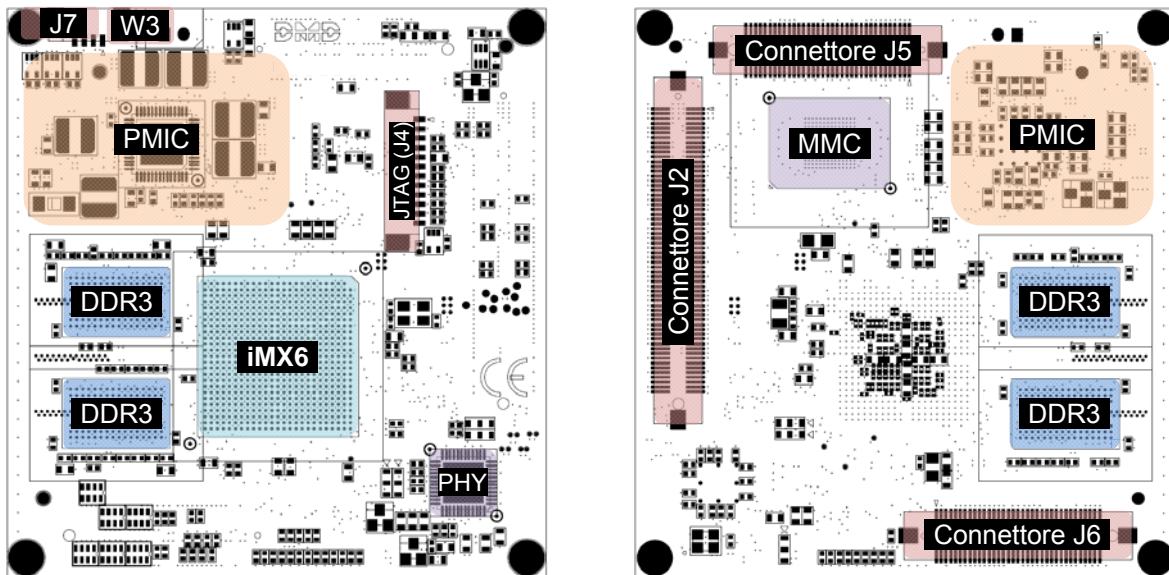 J7
W3
PMIC
JTAG (J4)
DDR3
iMX6
DDR3
PHY
Connettore J5
MMC
PMIC
Connettore J2
DDR3
DDR3
Connettore J6